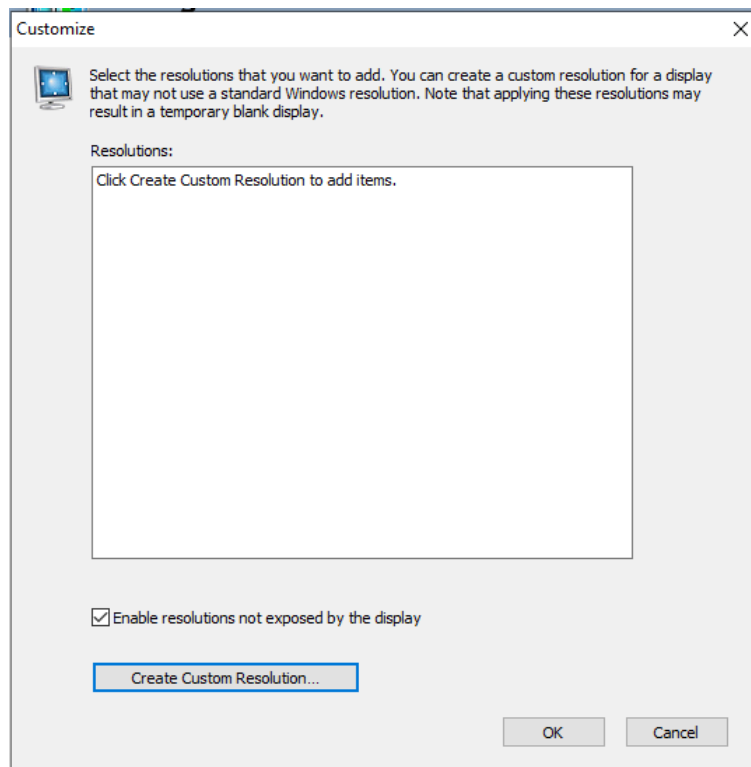 Customize
Select the resolutions that you want to add. You can create a custom resolution for a display
that may not use a standard Windows resolution. Note that applying these resolutions may
result in a temporary blank display.
Resolutions:
Click Create Custom Resolution to add items.
Enable resolutions not exposed by the display
Create Custom Resolution...
OK
Cancel